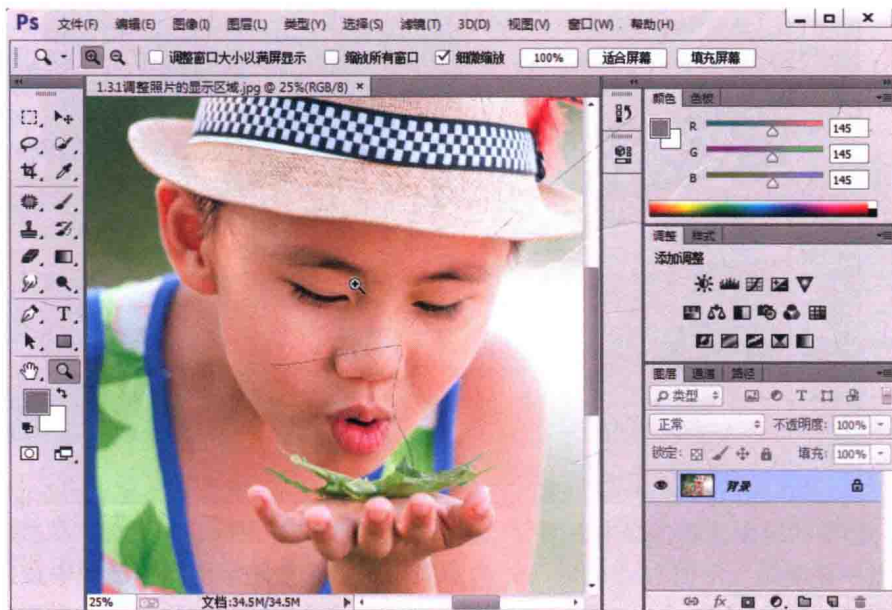 Ps 文件(F) 编辑(E) 图像(I) 图层(L) 类型(Y) 选择(S) 滤镜(T) 3D(D) 视图(V) 窗口(W) 帮助(H)
调整窗口大小以满屏显示 缩放所有窗口 细微缩放 100% 适合屏幕 填充屏幕
1.3.1调整照片的显示区域.jpg @ 25%(RGB/8) ×
颜色 色板
R 145
G 145
B 145
调整 样式
添加调整
图层 通道 路径
类型
正常 不透明度: 100%
锁定: 填充: 100%
背景
fx
25% 文档:34.5M/34.5M